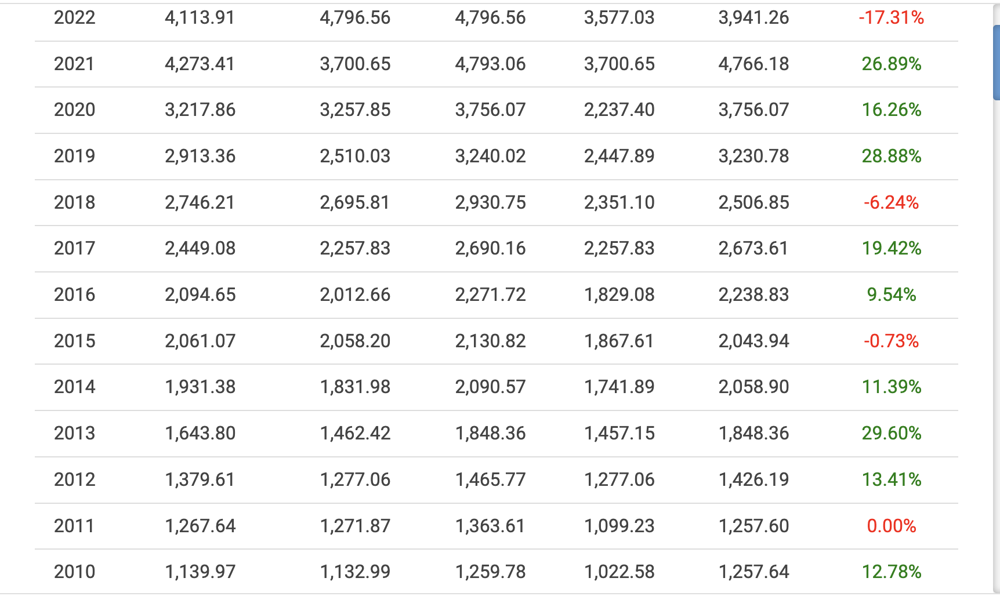 2022 4,113.91 4,796.56 4,796.56 3,577.03 3,941.26 -17.31%
2021 4,273.41 3,700.65 4,793.06 3,700.65 4,766.18 26.89%
2020 3,217.86 3,257.85 3,756.07 2,237.40 3,756.07 16.26%
2019 2,913.36 2,510.03 3,240.02 2,447.89 3,230.78 28.88%
2018 2,746.21 2,695.81 2,930.75 2,351.10 2,506.85 -6.24%
2017 2,449.08 2,257.83 2,690.16 2,257.83 2,673.61 19.42%
2016 2,094.65 2,012.66 2,271.72 1,829.08 2,238.83 9.54%
2015 2,061.07 2,058.20 2,130.82 1,867.61 2,043.94 -0.73%
2014 1,931.38 1,831.98 2,090.57 1,741.89 2,058.90 11.39%
2013 1,643.80 1,462.42 1,848.36 1,457.15 1,848.36 29.60%
2012 1,379.61 1,277.06 1,465.77 1,277.06 1,426.19 13.41%
2011 1,267.64 1,271.87 1,363.61 1,099.23 1,257.60 0.00%
2010 1,139.97 1,132.99 1,259.78 1,022.58 1,257.64 12.78%